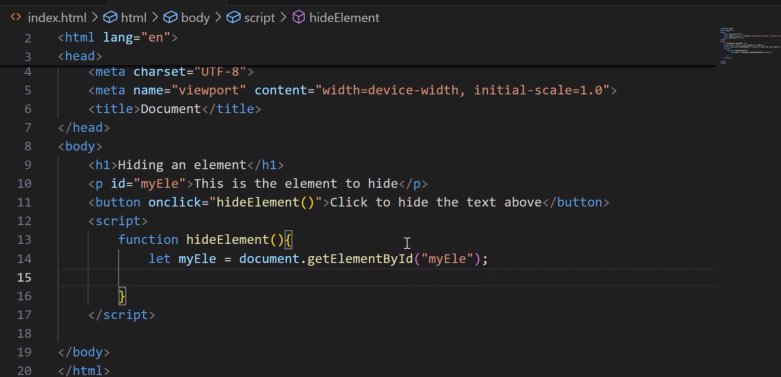 <> index.html > html > body > script > hideElement
2 <html lang="en">
3 <head>
4 <meta charset="UTF-8">
5 <meta name="viewport" content="width=device-width, initial-scale=1.0">
6 <title>Document</title>
7 </head>
8 <body>
9 <h1>Hiding an element</h1>
10 <p id="myEle">This is the element to hide</p>
11 <button onclick="hideElement()">Click to hide the text above</button>
12 <script>
13 function hideElement(){
14 let myEle = document.getElementById("myEle");
15
16 }
17 </script>
18
19 </body>
20 </html>